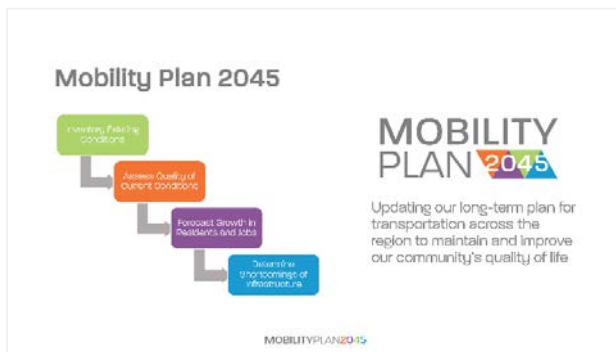 Mobility Plan 2045
Inventory Existing
Conditions
Assess Quality of
Current Conditions
Forecast Growth in
Residents and Jobs
Determine
Shortcomings of
Infrastructure
MOBILITY
PLAN 2045
Updating our long-term plan for
transportation across the
region to maintain and improve
our community's quality of life
MOBILITYPLAN2045